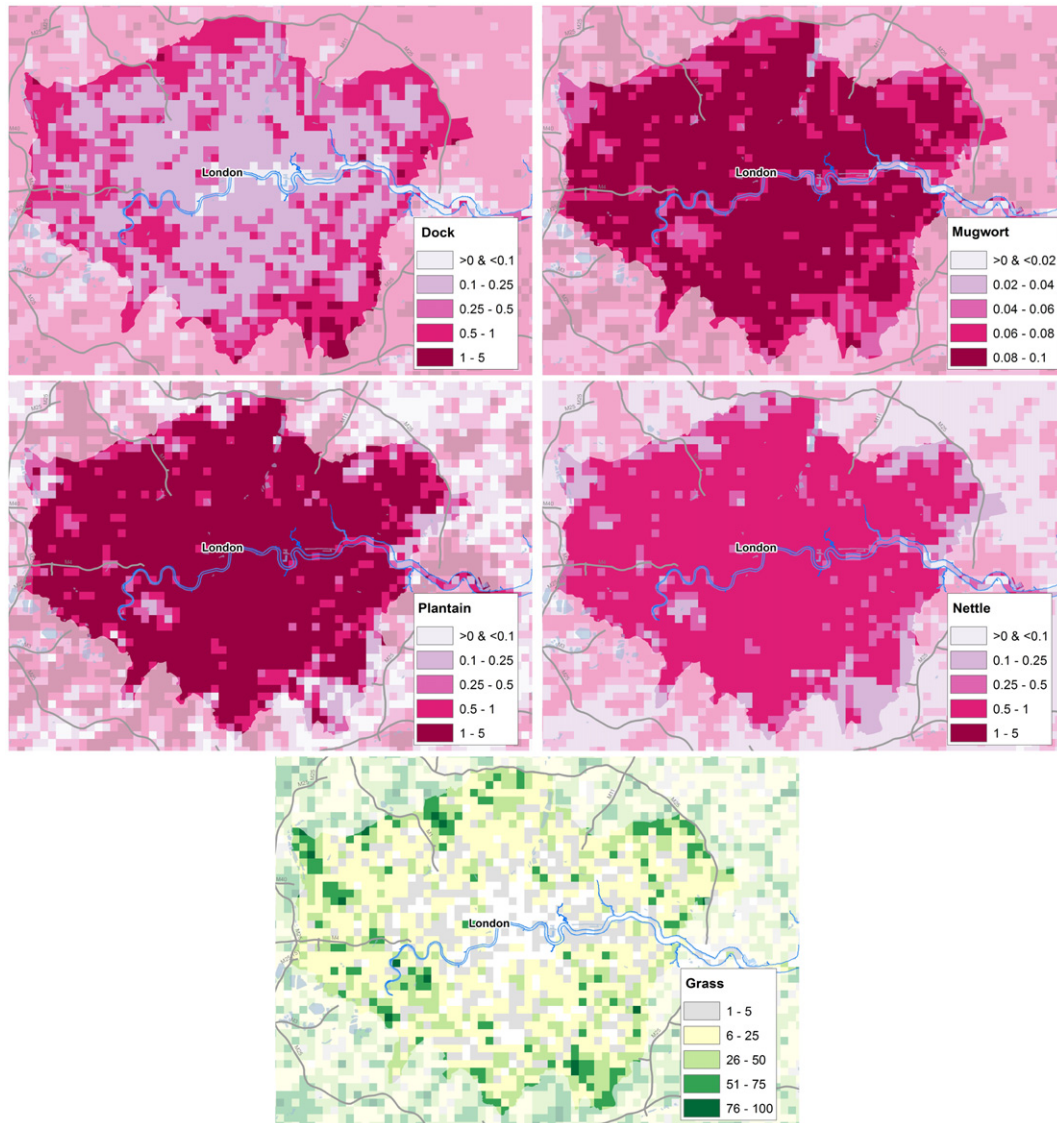 London
Dock
>0 & <0.1
0.1 - 0.25
0.25 - 0.5
0.5 - 1
1 - 5
London
Mugwort
>0 & <0.02
0.02 - 0.04
0.04 - 0.06
0.06 - 0.08
0.08 - 0.1
London
Plantain
>0 & <0.1
0.1 - 0.25
0.25 - 0.5
0.5 - 1
1 - 5
London
Nettle
>0 & <0.1
0.1 - 0.25
0.25 - 0.5
0.5 - 1
1 - 5
London
Grass
1 - 5
6 - 25
26 - 50
51 - 75
76 - 100